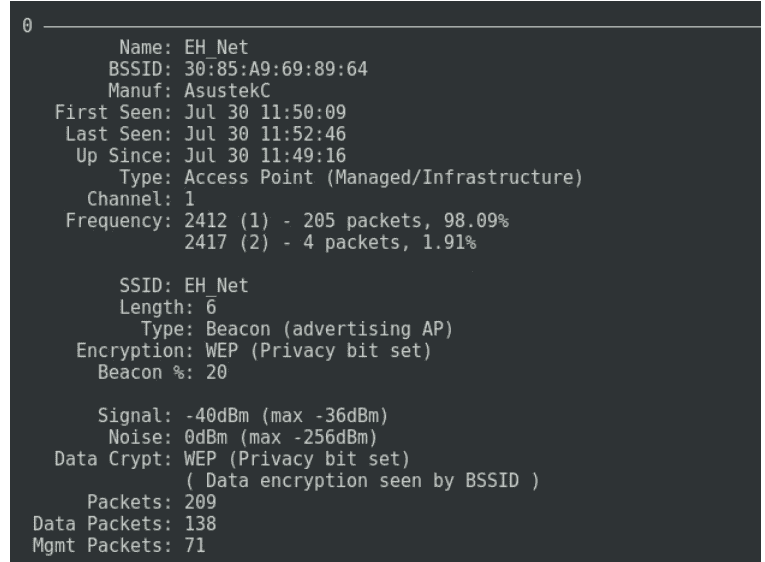 0
Name: EH_Net
BSSID: 30:85:A9:69:89:64
Manuf: AsustekC
First Seen: Jul 30 11:50:09
Last Seen: Jul 30 11:52:46
Up Since: Jul 30 11:49:16
Type: Access Point (Managed/Infrastructure)
Channel: 1
Frequency: 2412 (1) - 205 packets, 98.09%
2417 (2) - 4 packets, 1.91%
SSID: EH_Net
Length: 6
Type: Beacon (advertising AP)
Encryption: WEP (Privacy bit set)
Beacon %: 20
Signal: -40dBm (max -36dBm)
Noise: 0dBm (max -256dBm)
Data Crypt: WEP (Privacy bit set)
( Data encryption seen by BSSID )
Packets: 209
Data Packets: 138
Mgmt Packets: 71